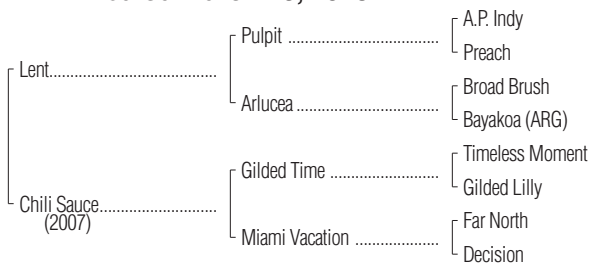 A.P. Indy
Pulpit
Preach
Lent
Broad Brush
Arlucea
Bayakoa (ARG)
Timeless Moment
Gilded Time
Gilded Lilly
Chili Sauce
(2007)
Far North
Miami Vacation
Decision